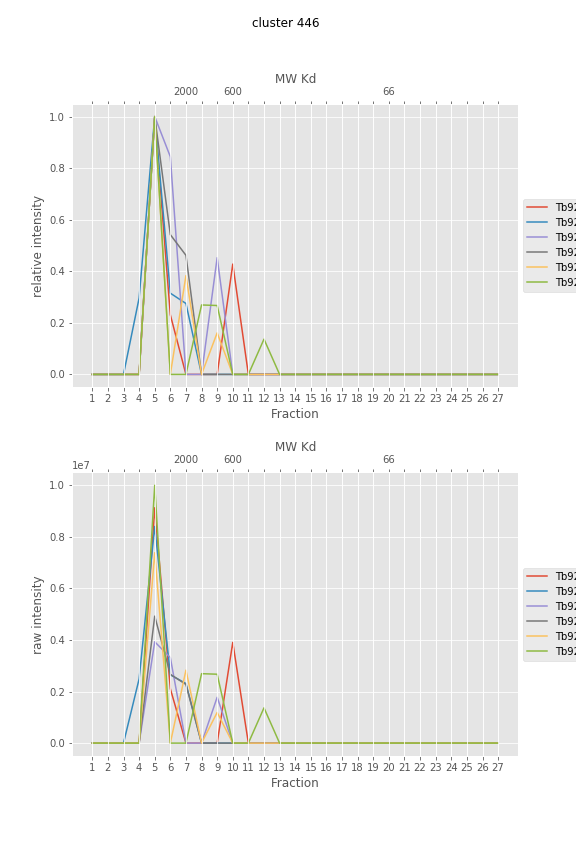 cluster 446
MW Kd
2000 600 66
1.0
0.8
0.6
0.4
0.2
0.0
relative intensity
Tb92
Tb92
Tb92
Tb92
Tb92
Tb92
1 2 3 4 5 6 7 8 9 10 11 12 13 14 15 16 17 18 19 20 21 22 23 24 25 26 27
Fraction
MW Kd
2000 600 66
1e7
1.0
0.8
0.6
0.4
0.2
0.0
raw intensity
Tb92
Tb92
Tb92
Tb92
Tb92
Tb92
1 2 3 4 5 6 7 8 9 10 11 12 13 14 15 16 17 18 19 20 21 22 23 24 25 26 27
Fraction